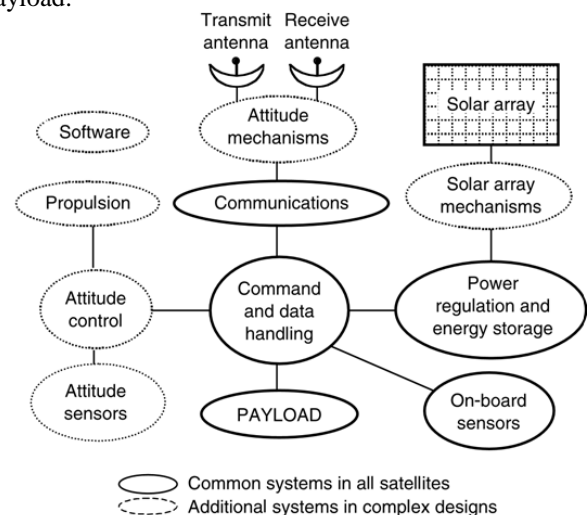 ayload.
Transmit
antenna
Receive
antenna
Attitude
mechanisms
Solar array
Software
Propulsion
Communications
Solar array
mechanisms
Attitude
control
Command
and data
handling
Power
regulation and
energy storage
Attitude
sensors
PAYLOAD
On-board
sensors
Common systems in all satellites
Additional systems in complex designs